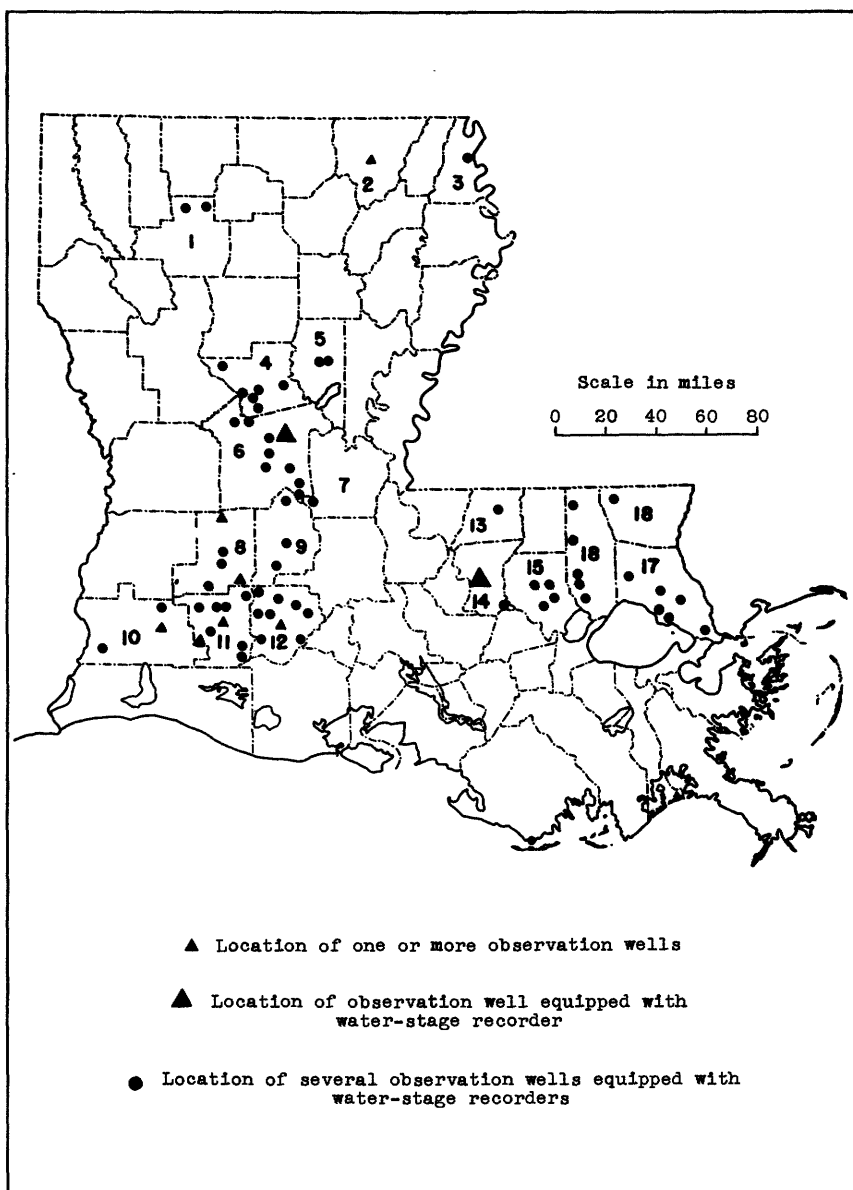 2
3
1
5
4
Scale in miles
0 20 40 60 80
6
7
13
18
18
8
9
15
17
14
10
11
12
Location of one or more observation wells
Location of observation well equipped with
water-stage recorder
Location of several observation wells equipped with
water-stage recorders